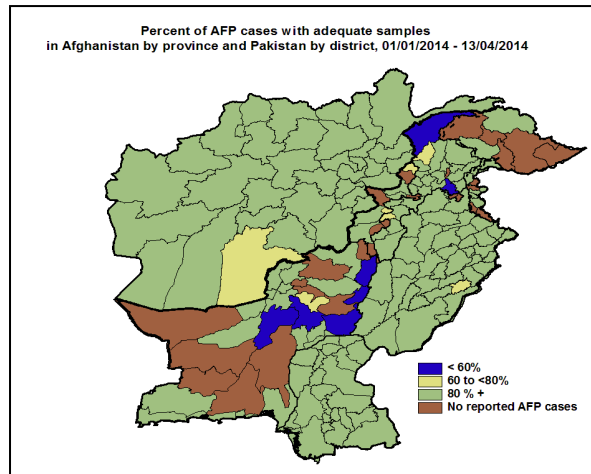 Percent of AFP cases with adequate samples
in Afghanistan by province and Pakistan by district, 01/01/2014 - 13/04/2014
< 60%
60 to <80%
80 % +
No reported AFP cases